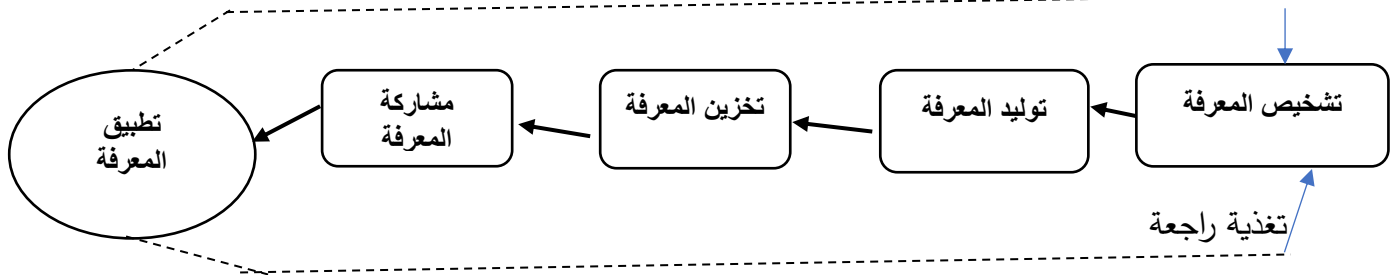 تشخيص المعرفة
توليد المعرفة
تخزين المعرفة
مشاركة
المعرفة
تطبيق
المعرفة
تغذية راجعة